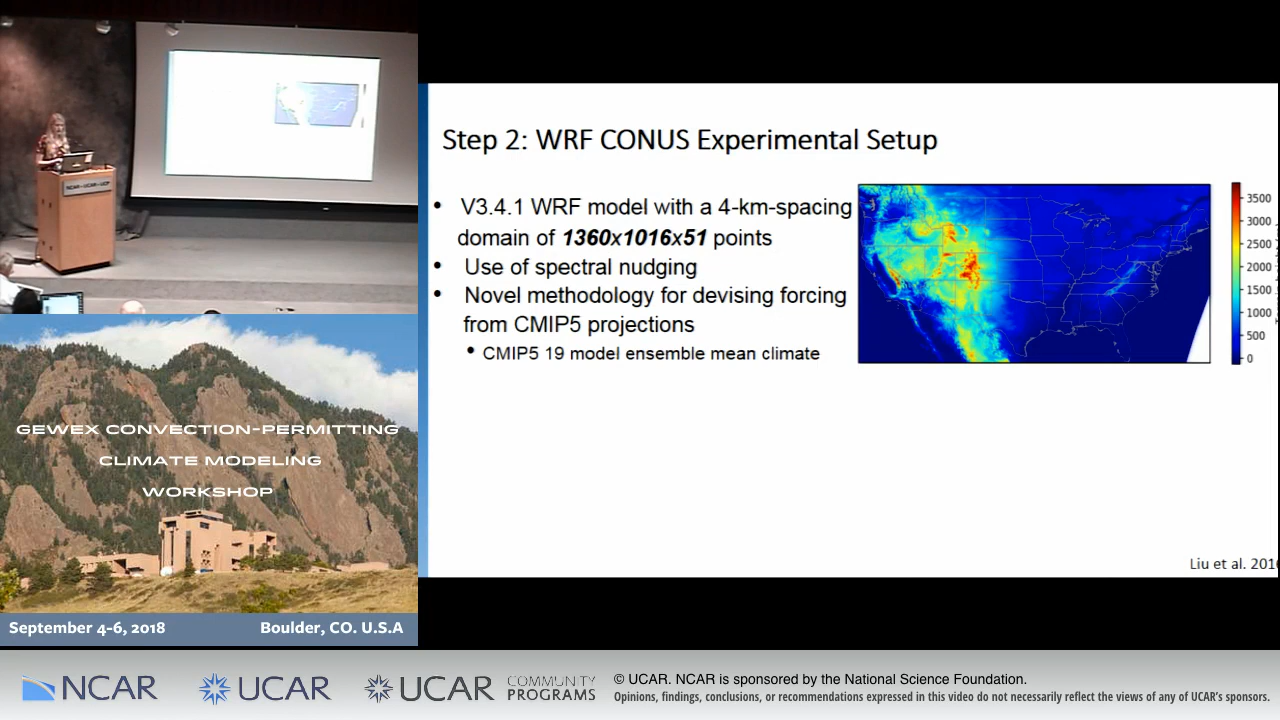 NCAR-UCAR-UCP
Step 2: WRF CONUS Experimental Setup
• V3.4.1 WRF model with a 4-km-spacing
domain of 1360x1016x51 points
• Use of spectral nudging
• Novel methodology for devising forcing
from CMIP5 projections
• CMIP5 19 model ensemble mean climate
3500
3000
2500
2000
1500
1000
500
0
Liu et al.
GEWEX CONVECTION-PERMITTING
CLIMATE MODELING
WORKSHOP
September 4-6, 2018 Boulder, CO. U.S.A
NCAR UCAR UCAR COMMUNITY PROGRAMS
© UCAR. NCAR is sponsored by the National Science Foundation.
Opinions, findings, conclusions, or recommendations expressed in this video do not necessarily reflect the views of any of UCAR's sponsors.